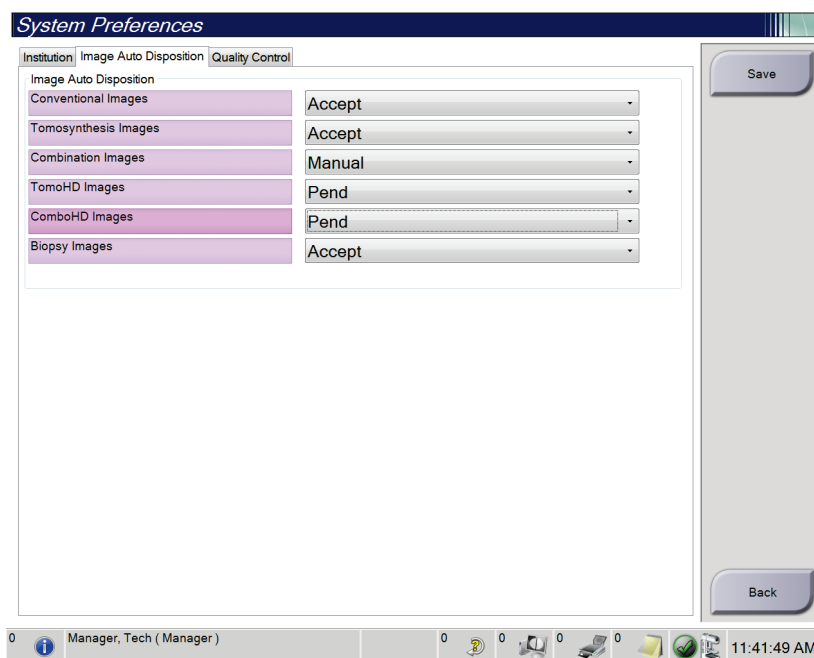 System Preferences
Institution Image Auto Disposition Quality Control
Image Auto Disposition
Conventional Images Accept
Tomosynthesis Images Accept
Combination Images Manual
TomoHD Images Pend
ComboHD Images Pend
Biopsy Images Accept
Save
Back
0 Manager, Tech ( Manager ) 0 0 0 0 11:41:49 AM